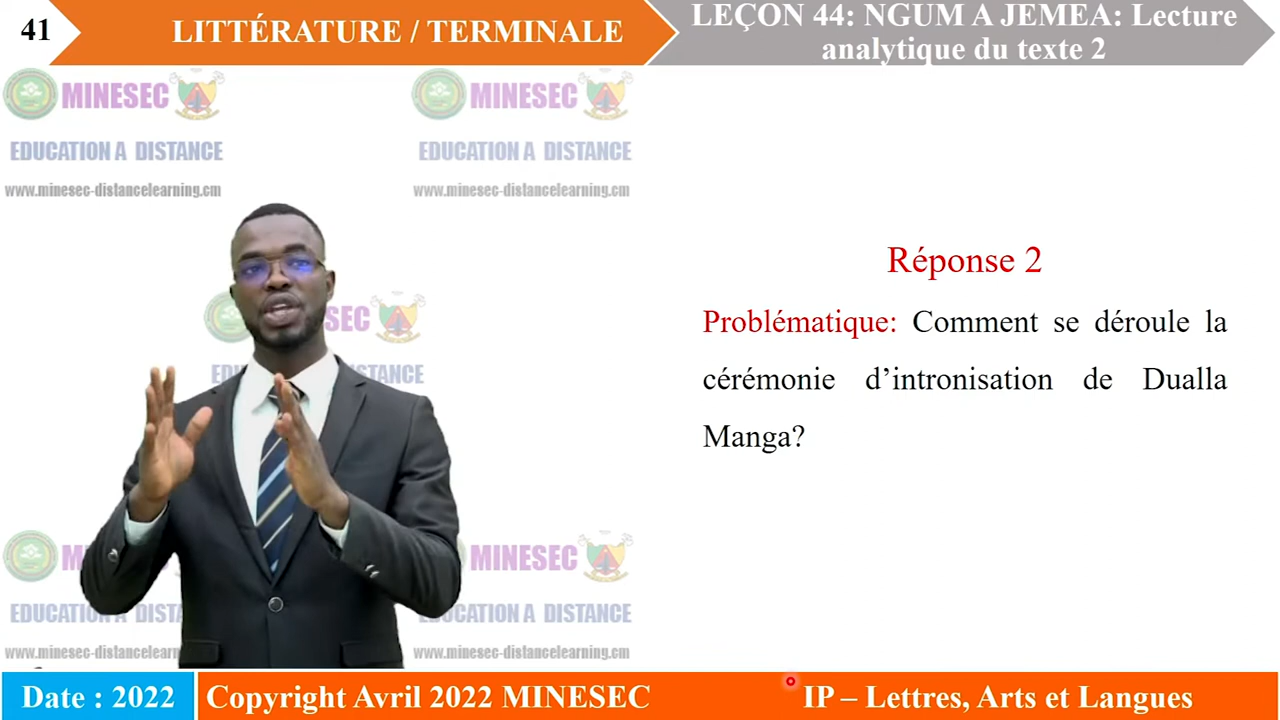 41
LITTÉRATURE / TERMINALE
LEÇON 44: NGUM A JEMEA: Lecture
analytique du texte 2
MINESEC
MINESEC
EDUCATION A DISTANCE
EDUCATION A DISTANCE
www.minesec-distancelearning.cm
www.minesec-distancelearning.cm
Réponse 2
Problématique: Comment se déroule la
cérémonie d’intronisation de Dualla
Manga?
SEC
STANCE
MINESEC
EDUCATION A DISTANCE
www.minesec-distancelearning.cm
Date : 2022
Copyright Avril 2022 MINESEC
IP – Lettres, Arts et Langues